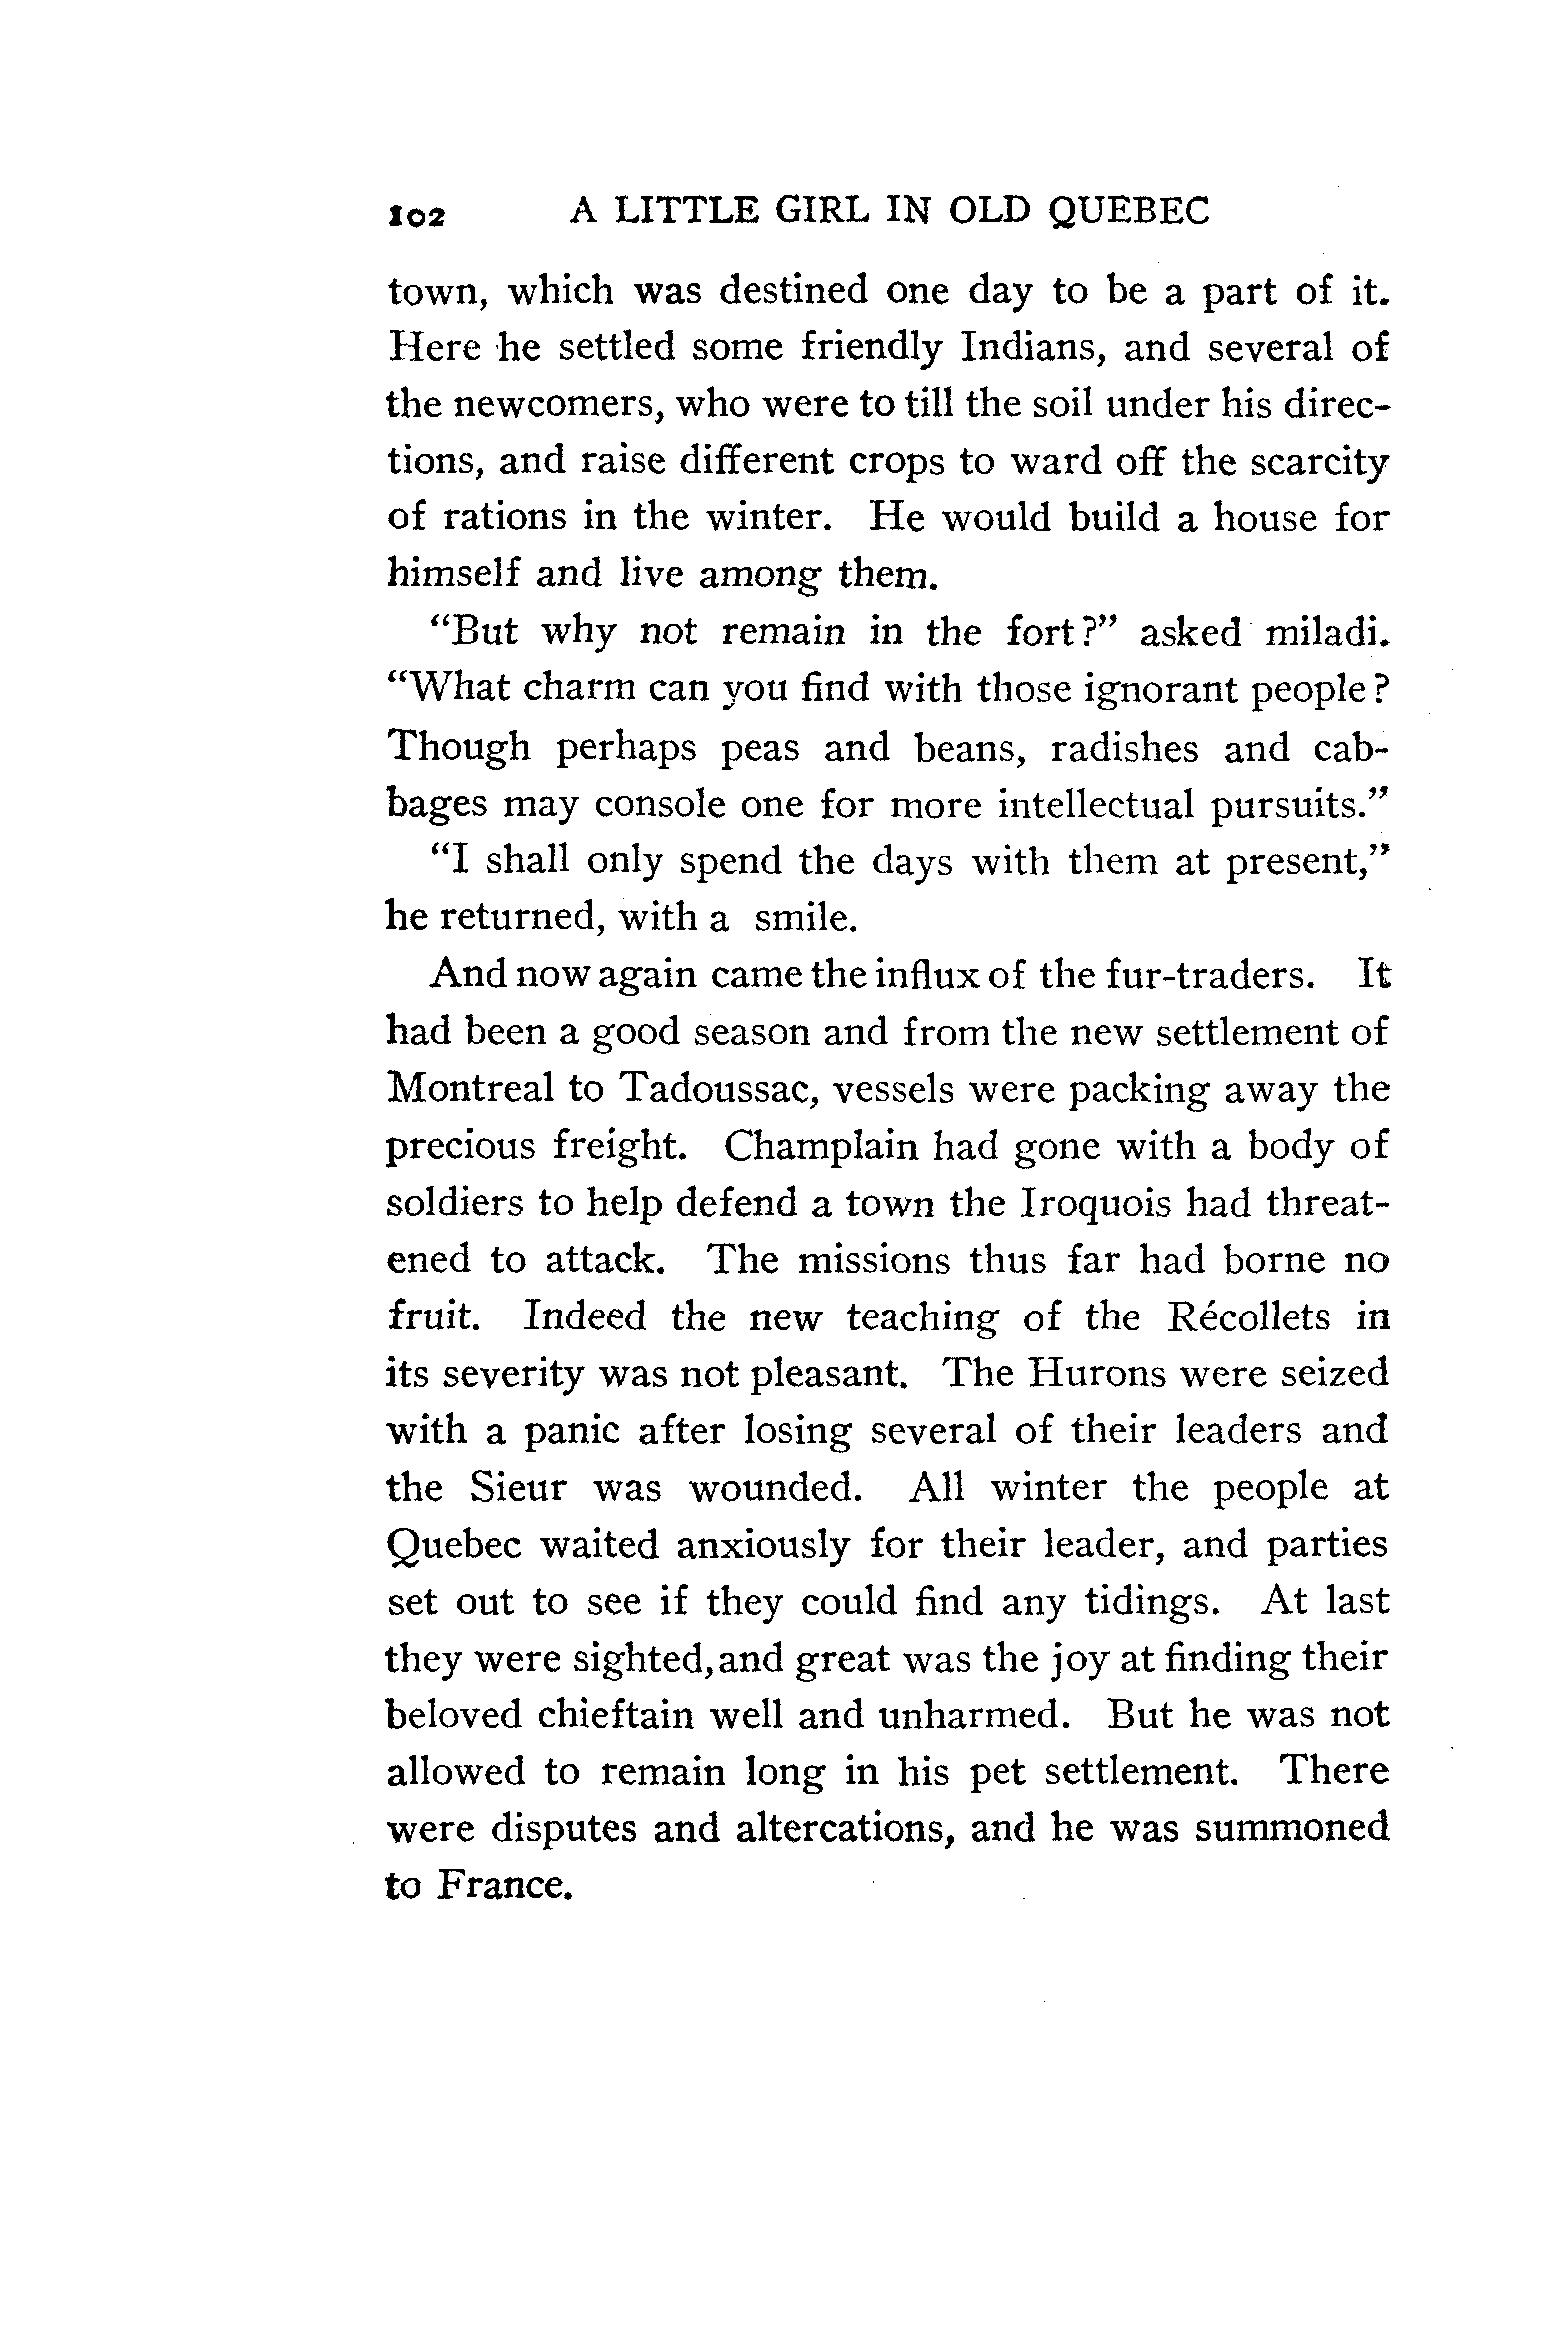 102 A LITTLE GIRL IN OLD QUEBEC
town, which was destined one day to be a part of it.
Here he settled some friendly Indians, and several of
the newcomers, who were to till the soil under his direc-
tions, and raise different crops to ward off the scarcity
of rations in the winter. He would build a house for
himself and live among them.
“But why not remain in the fort?” asked miladi.
“What charm can you find with those ignorant people?
Though perhaps peas and beans, radishes and cab-
bages may console one for more intellectual pursuits.”
“I shall only spend the days with them at present,”
he returned, with a smile.
And now again came the influx of the fur-traders. It
had been a good season and from the new settlement of
Montreal to Tadoussac, vessels were packing away the
precious freight. Champlain had gone with a body of
soldiers to help defend a town the Iroquois had threat-
ened to attack. The missions thus far had borne no
fruit. Indeed the new teaching of the Récollets in
its severity was not pleasant. The Hurons were seized
with a panic after losing several of their leaders and
the Sieur was wounded. All winter the people at
Quebec waited anxiously for their leader, and parties
set out to see if they could find any tidings. At last
they were sighted, and great was the joy at finding their
beloved chieftain well and unharmed. But he was not
allowed to remain long in his pet settlement. There
were disputes and altercations, and he was summoned
to France.